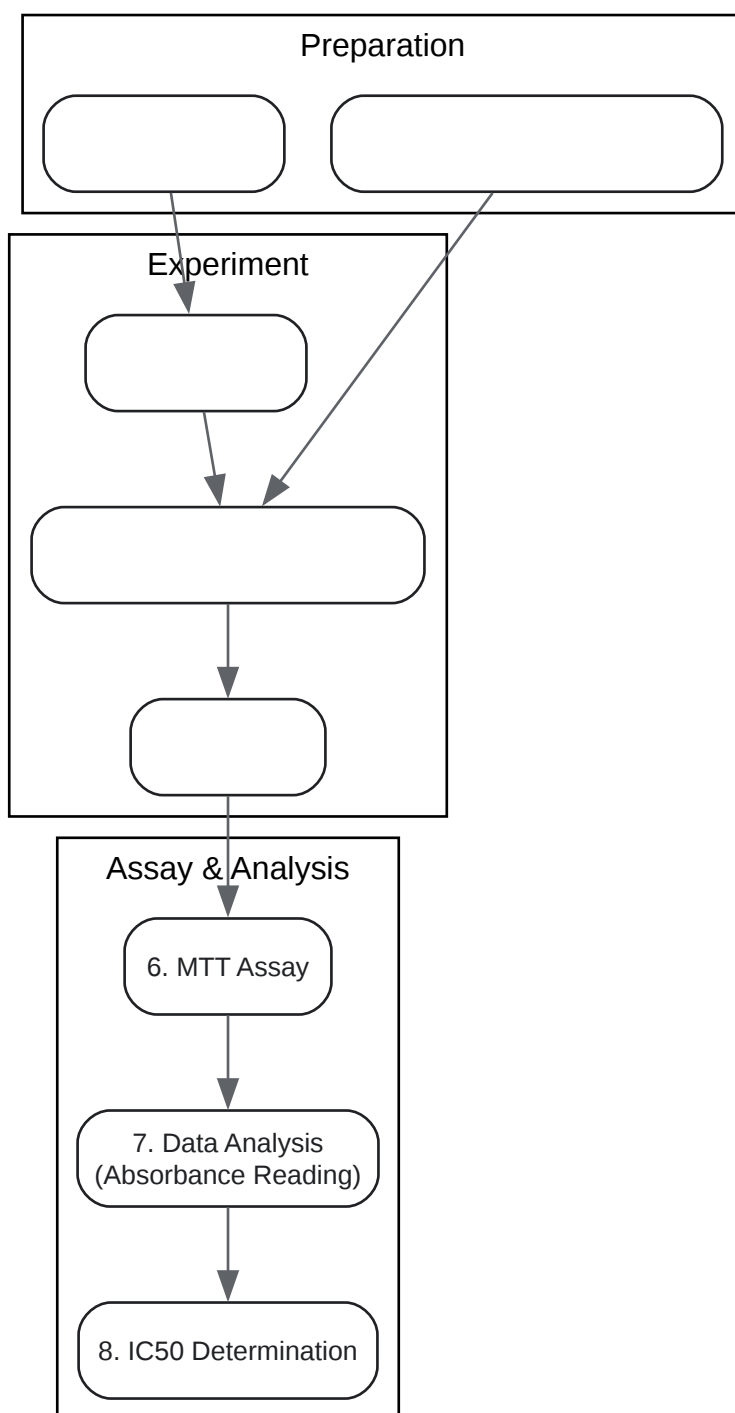 Preparation
Experiment
Assay & Analysis
6. MTT Assay
7. Data Analysis
(Absorbance Reading)
8. IC50 Determination